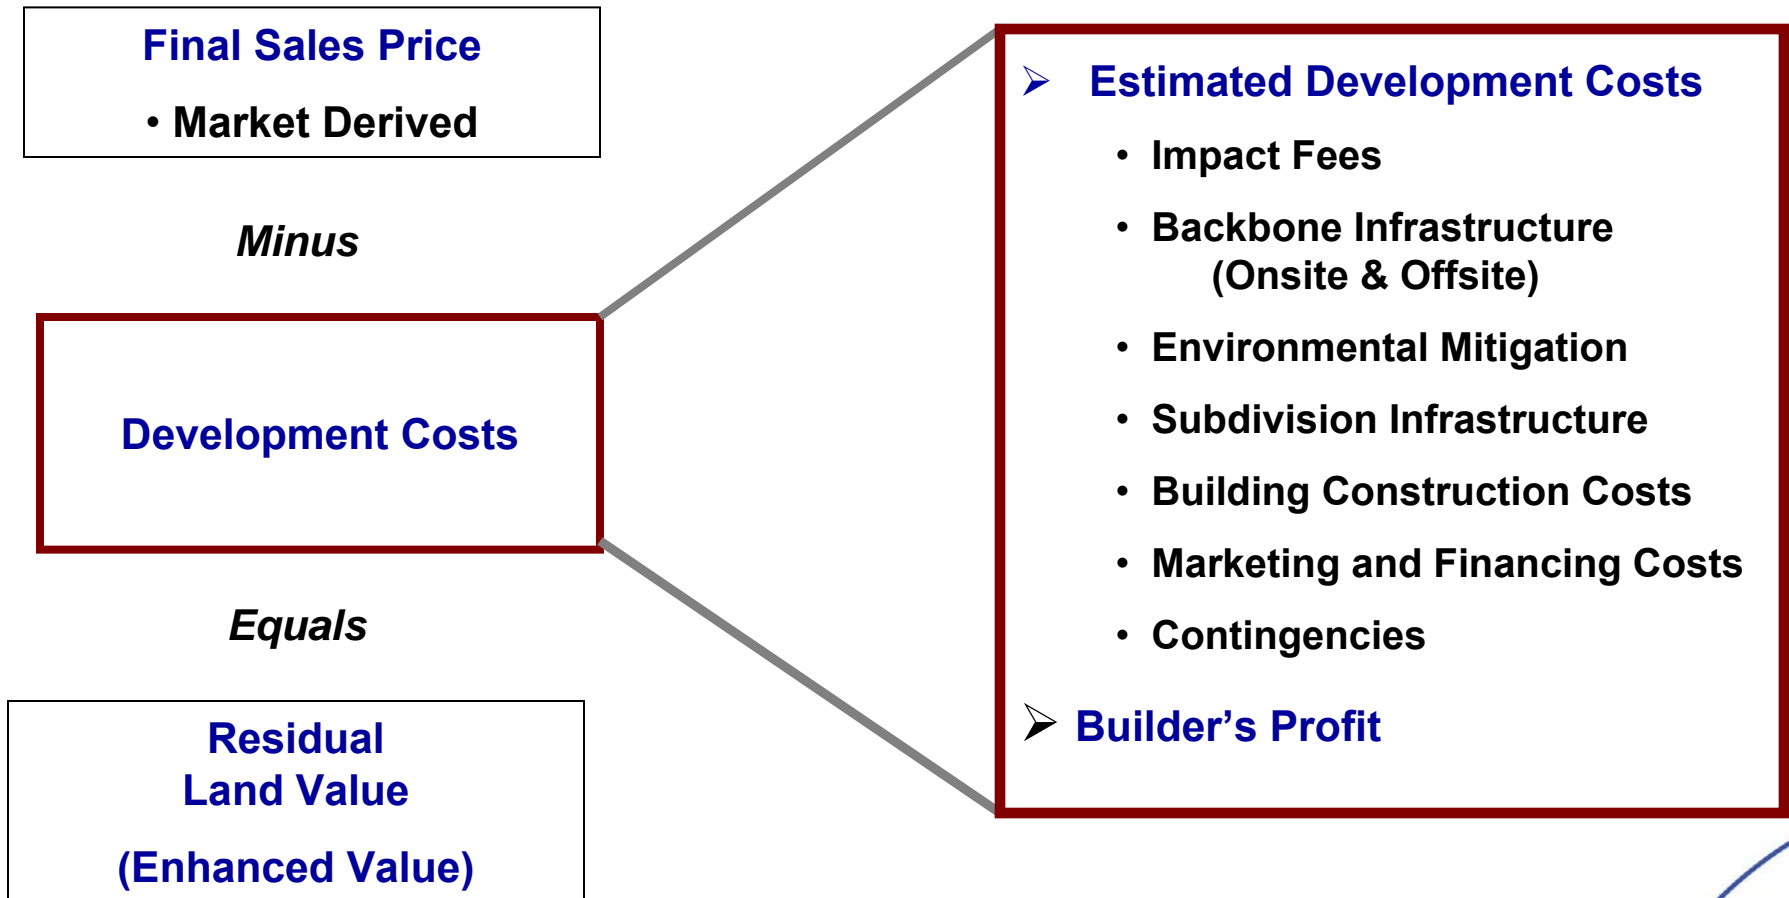 Final Sales Price
• Market Derived
Minus
Development Costs
Equals
Residual
Land Value
(Enhanced Value)
➢ Estimated Development Costs
• Impact Fees
• Backbone Infrastructure
(Onsite & Offsite)
• Environmental Mitigation
• Subdivision Infrastructure
• Building Construction Costs
• Marketing and Financing Costs
• Contingencies
➢ Builder’s Profit